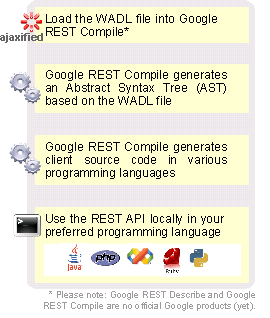 Load the WADL file into Google
REST Compile*
ajaxified
Google REST Compile generates
an Abstract Syntax Tree (AST)
based on the WADL file
Google REST Compile generates
client source code in various
programming languages
Use the REST API locally in your
preferred programming language
Java
php
Ruby
* Please note: Google REST Describe and Google
REST Compile are no official Google products (yet).